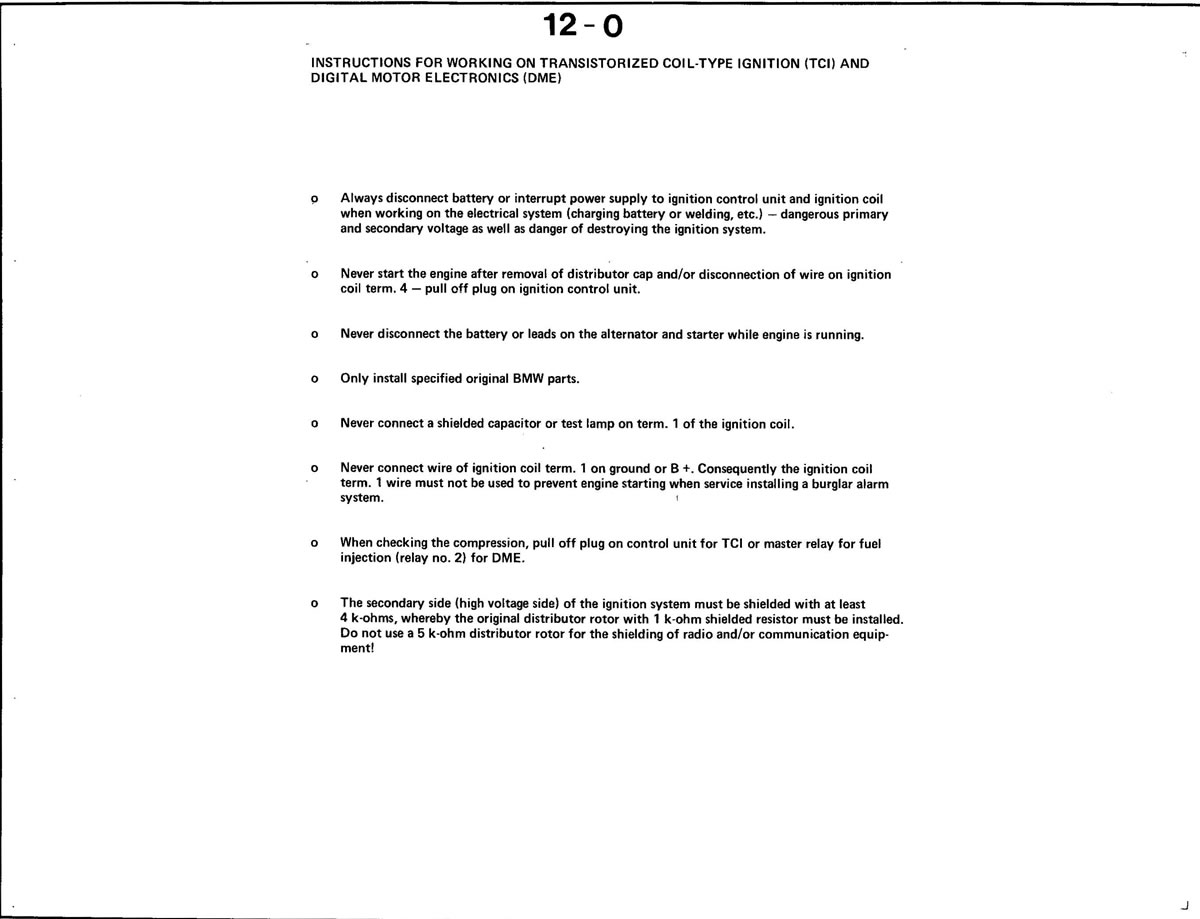 12-0
INSTRUCTIONS FOR WORKING ON TRANSISTORIZED COIL-TYPE IGNITION (TCI) AND
DIGITAL MOTOR ELECTRONICS (DME)
o Always disconnect battery or interrupt power supply to ignition control unit and ignition coil
when working on the electrical system (charging battery or welding, etc.) — dangerous primary
and secondary voltage as well as danger of destroying the ignition system.
o Never start the engine after removal of distributor cap and/or disconnection of wire on ignition
coil term. 4 — pull off plug on ignition control unit.
o Never disconnect the battery or leads on the alternator and starter while engine is running.
o Only install specified original BMW parts.
o Never connect a shielded capacitor or test lamp on term. 1 of the ignition coil.
o Never connect wire of ignition coil term. 1 on ground or B +. Consequently the ignition coil
term. 1 wire must not be used to prevent engine starting when service installing a burglar alarm
system.
o When checking the compression, pull off plug on control unit for TCI or master relay for fuel
injection (relay no. 2) for DME.
o The secondary side (high voltage side) of the ignition system must be shielded with at least
4 k-ohms, whereby the original distributor rotor with 1 k-ohm shielded resistor must be installed.
Do not use a 5 k-ohm distributor rotor for the shielding of radio and/or communication equip-
ment!